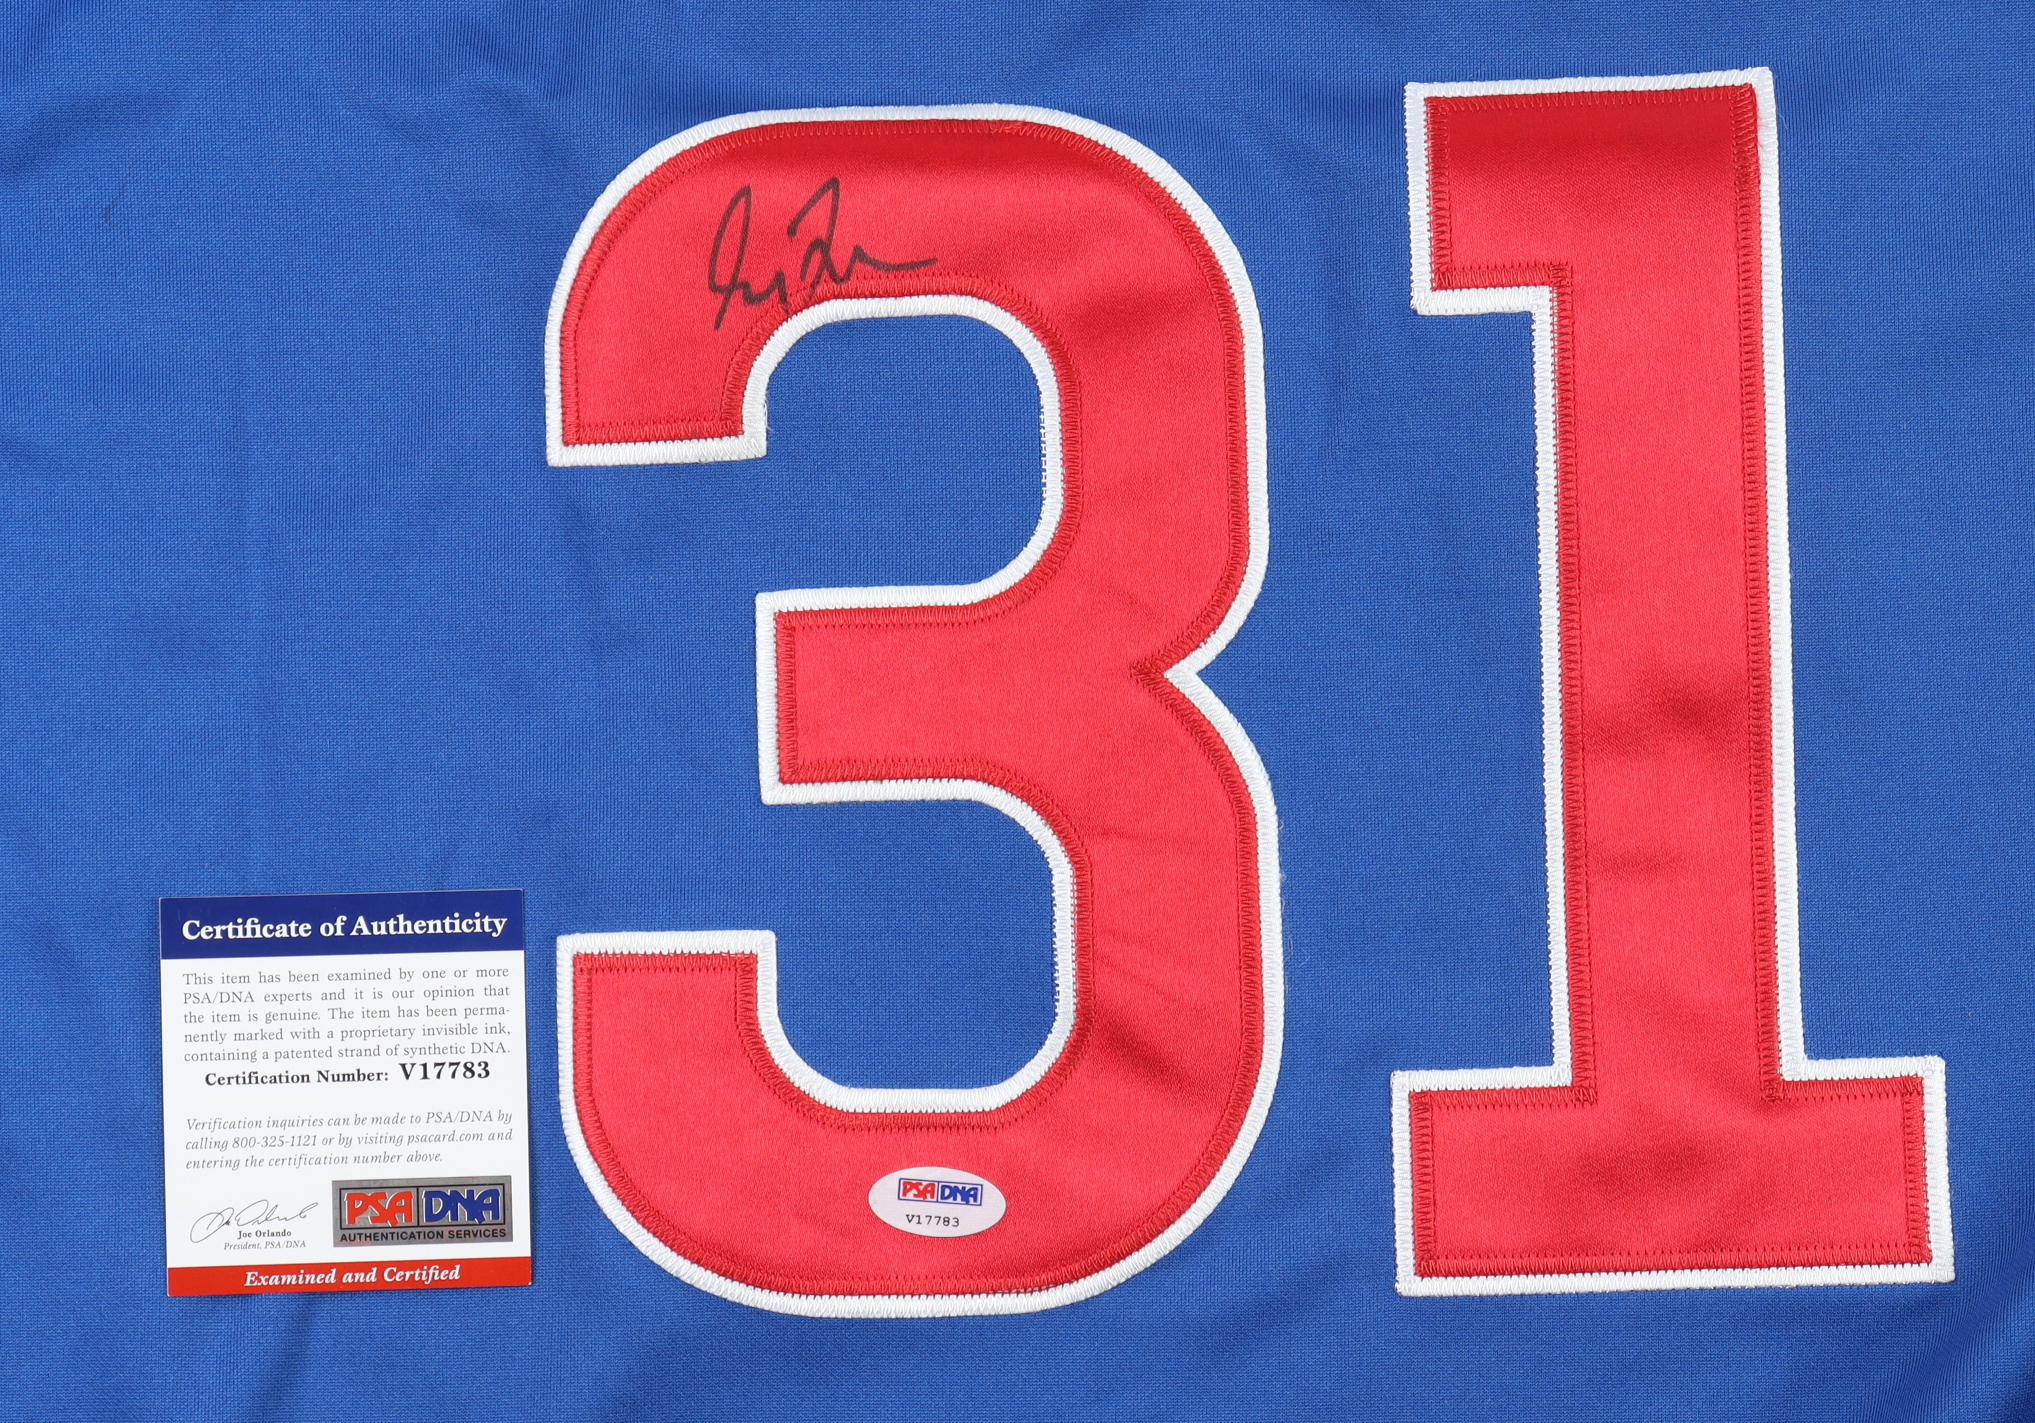 31
Certificate of Authenticity
This item has been examined by one or more
PSA/DNA experts and it is our opinion that
the item is genuine. The item has been perma-
nently marked with a proprietary invisible ink,
containing a patented strand of synthetic DNA.
Certification Number: V17783
Verification inquiries can be made to PSA/DNA by
calling 800-325-1121 or by visiting psacard.com and
entering the certification number above.
Joe Orlando
President, PSA/DNA
PSA DNA
AUTHENTICATION SERVICES
Examined and Certified
PSA DNA
V17783